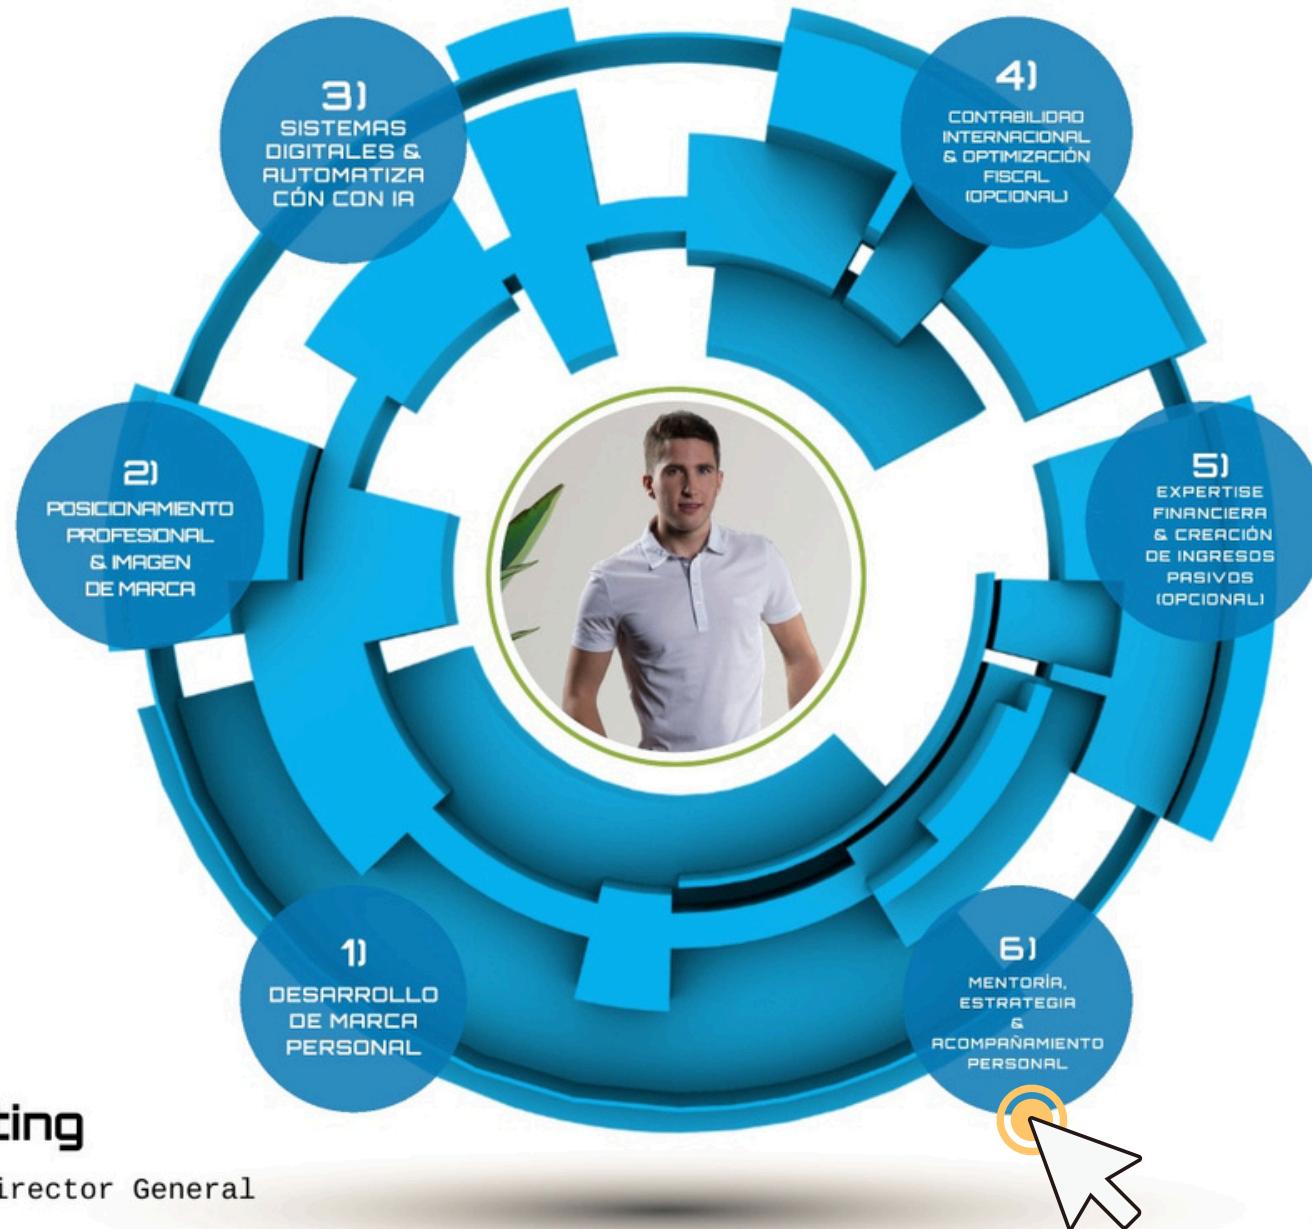 3)
SISTEMAS
DIGITALES &
AUTOMATIZA
CÓN CON IA
4)
CONTABILIDAD
INTERNACIONAL
& OPTIMIZACIÓN
FISCAL
(OPCIONAL)
2)
POSICIONAMIENTO
PROFESIONAL
& IMAGEN
DE MARCA
5)
EXPERTISE
FINANCIERA
& CREACIÓN
DE INGRESOS
PASIVOS
(OPCIONAL)
1)
DESARROLLO
DE MARCA
PERSONAL
6)
MENTORÍA,
ESTRATEGIA
&
ACOMPAÑAMIENTO
PERSONAL
ting
irector General